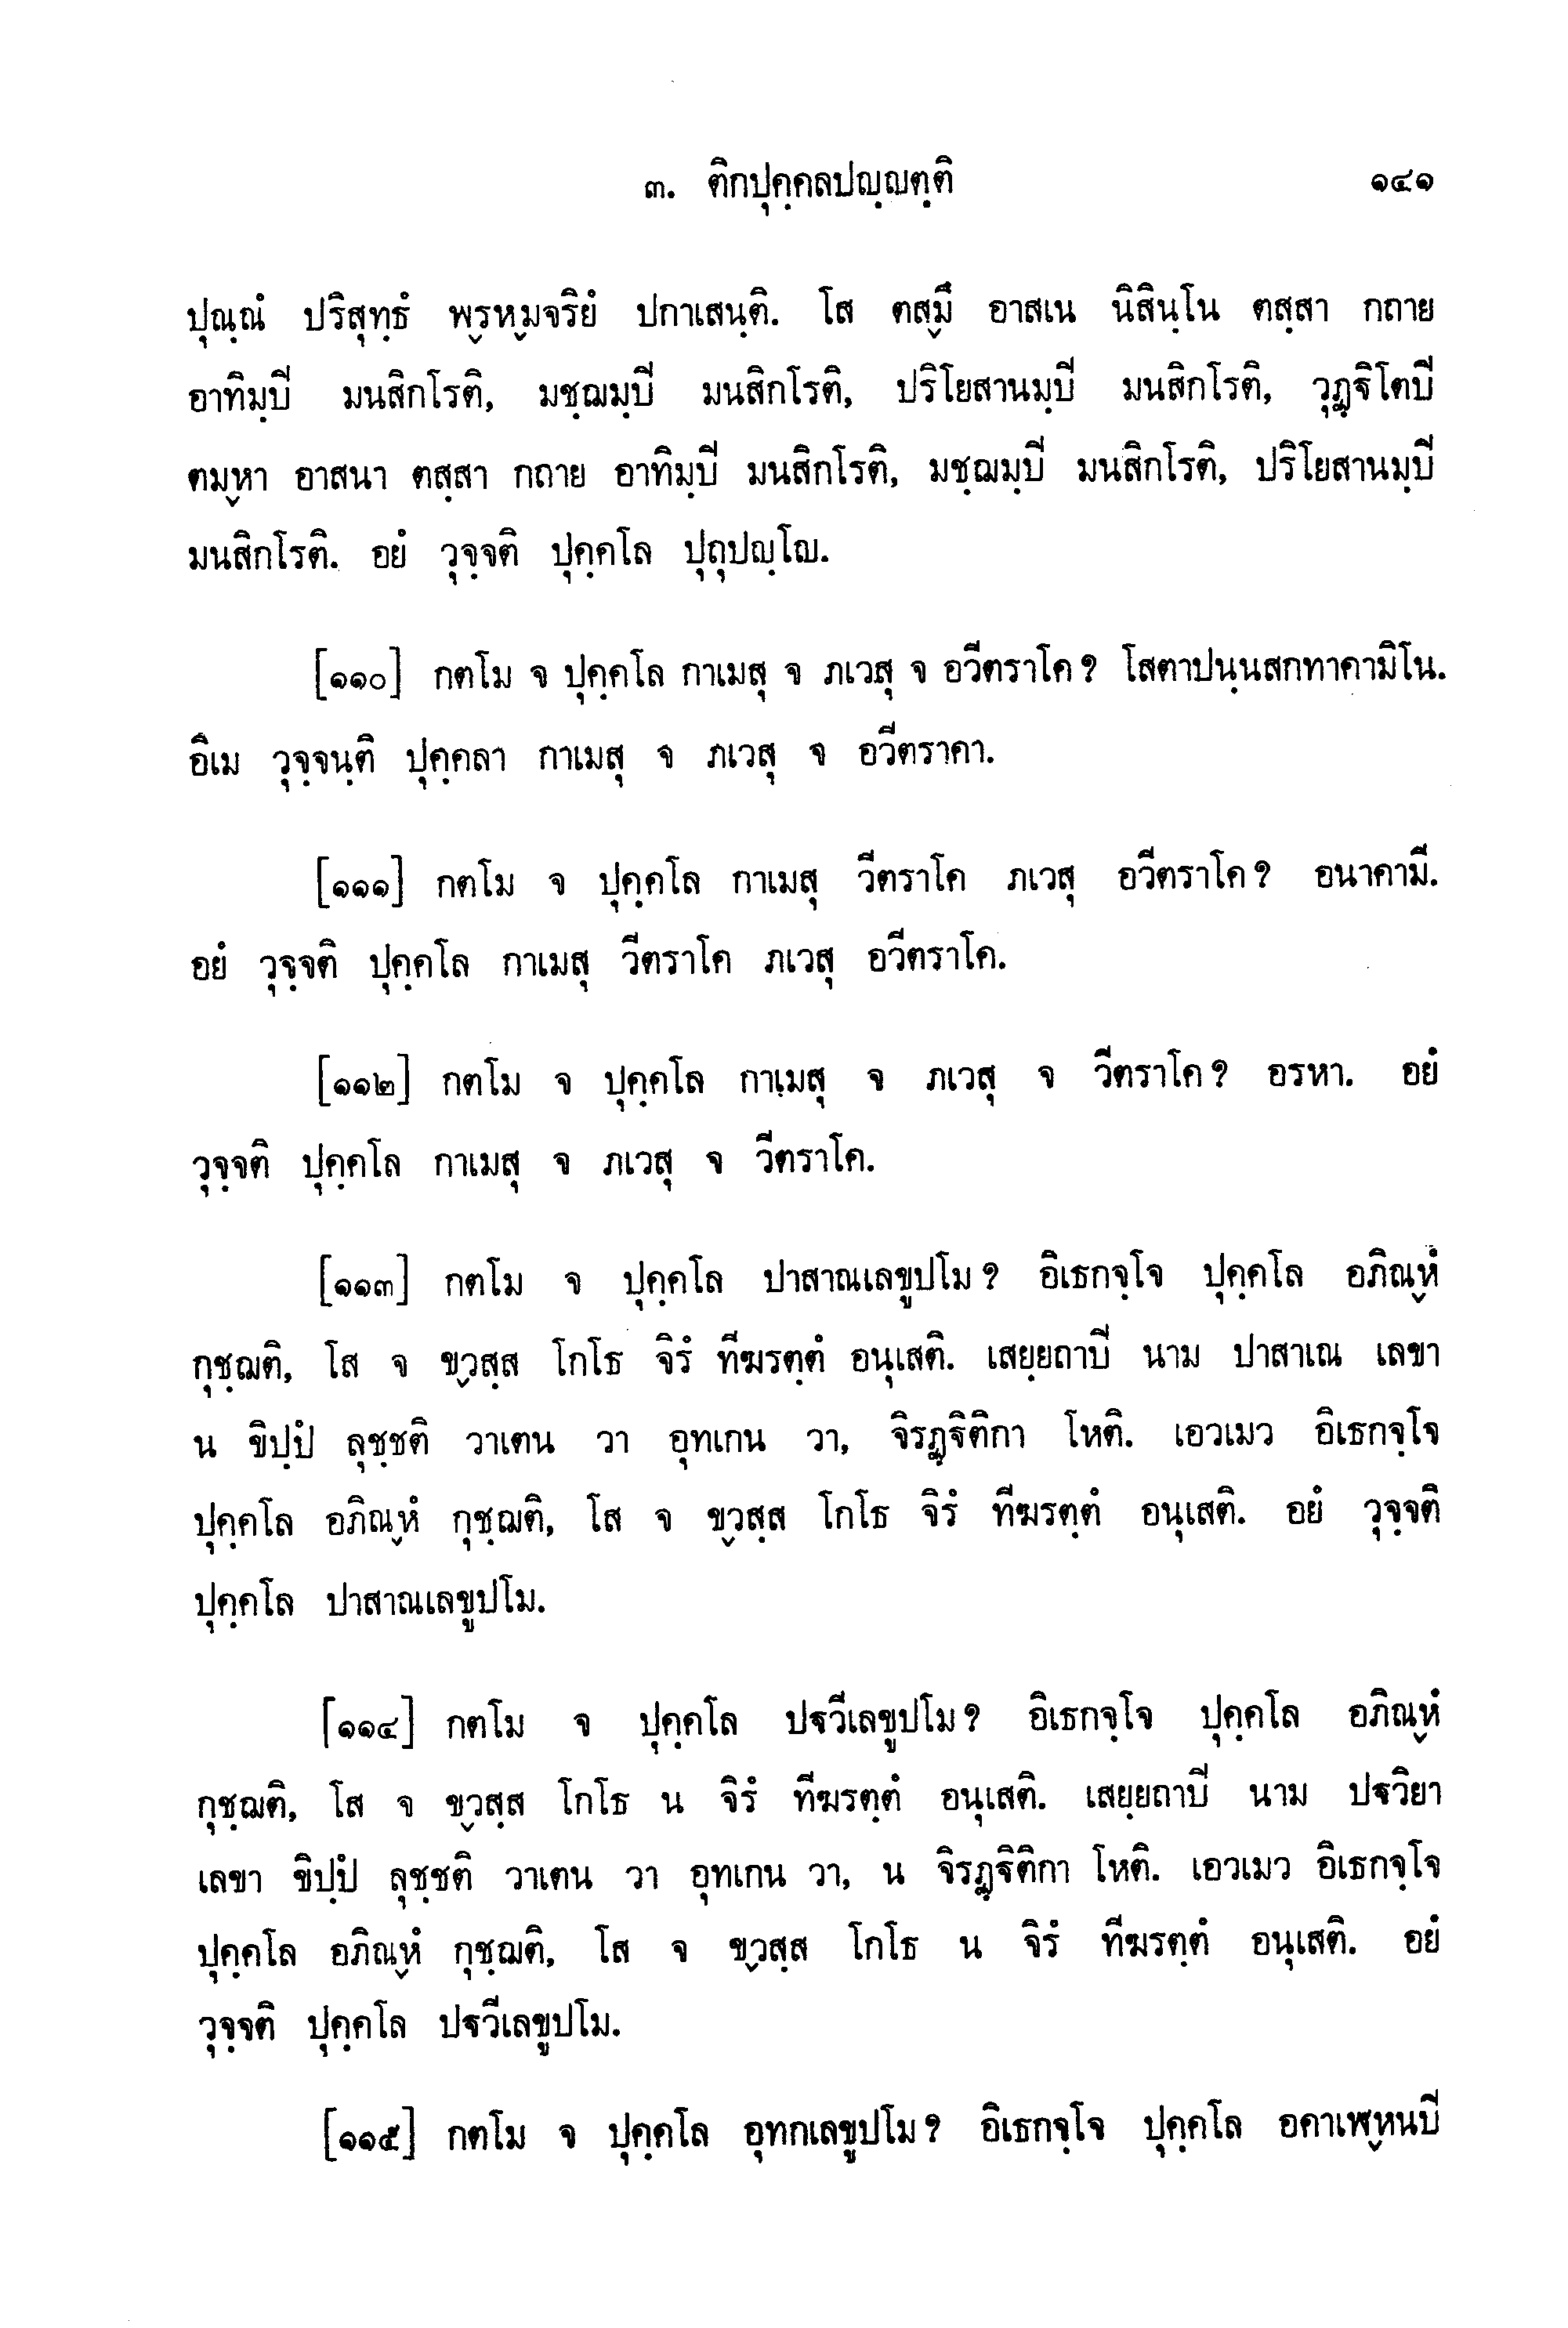 ๓. ติกปุคฺคลปญฺญตฺติ ๑๔๑
ปุณฺณํ ปริสุทฺธํ พฺรหฺมจริยํ ปกาเสนฺติ. โส ตสฺมึ อาสเน นิสินฺโน ตสฺสา กถาย
อาทิมฺปิ มนสิกโรติ, มชฺฌมฺปิ มนสิกโรติ, ปริโยสานมฺปิ มนสิกโรติ, วุฏฺฐิโตปิ
ตมฺหา อาสนา ตสฺสา กถาย อาทิมฺปิ มนสิกโรติ, มชฺฌมฺปิ มนสิกโรติ, ปริโยสานมฺปิ
มนสิกโรติ. อยํ วุจฺจติ ปุคฺคโล ปุถุปญฺโญ.
[๑๑๐] กตโม จ ปุคฺคโล กาเมสุ จ ภเวสุ จ อวีตราโค? โสตาปนฺนสกทาคามิโน.
อิเม วุจฺจนฺติ ปุคฺคลา กาเมสุ จ ภเวสุ จ อวีตราคา.
[๑๑๑] กตโม จ ปุคฺคโล กาเมสุ วีตราโค ภเวสุ อวีตราโค? อนาคามี.
อยํ วุจฺจติ ปุคฺคโล กาเมสุ วีตราโค ภเวสุ อวีตราโค.
[๑๑๒] กตโม จ ปุคฺคโล กาเมสุ จ ภเวสุ จ วีตราโค? อรหา. อยํ
วุจฺจติ ปุคฺคโล กาเมสุ จ ภเวสุ จ วีตราโค.
[๑๑๓] กตโม จ ปุคฺคโล ปาสาณเลขูปโม? อิเธกจฺโจ ปุคฺคโล อภิณฺหํ
กุชฺฌติ, โส จ ขฺวสฺส โกโธ จิรํ ทีฆรตฺตํ อนุเสติ. เสยฺยถาปิ นาม ปาสาเณ เลขา
น ขิปฺปํ ลุชฺชติ วาเตน วา อุทเกน วา, จิรฏฺฐิติกา โหติ. เอวเมว อิเธกจฺโจ
ปุคฺคโล อภิณฺหํ กุชฺฌติ, โส จ ขฺวสฺส โกโธ จิรํ ทีฆรตฺตํ อนุเสติ. อยํ วุจฺจติ
ปุคฺคโล ปาสาณเลขูปโม.
[๑๑๔] กตโม จ ปุคฺคโล ปฐวีเลขูปโม? อิเธกจฺโจ ปุคฺคโล อภิณฺหํ
กุชฺฌติ, โส จ ขฺวสฺส โกโธ น จิรํ ทีฆรตฺตํ อนุเสติ. เสยฺยถาปิ นาม ปฐวิยา
เลขา ขิปฺปํ ลุชฺชติ วาเตน วา อุทเกน วา, น จิรฏฺฐิติกา โหติ. เอวเมว อิเธกจฺโจ
ปุคฺคโล อภิณฺหํ กุชฺฌติ, โส จ ขฺวสฺส โกโธ น จิรํ ทีฆรตฺตํ อนุเสติ. อยํ
วุจฺจติ ปุคฺคโล ปฐวีเลขูปโม.
[๑๑๕] กตโม จ ปุคฺคโล อุทกเลขูปโม? อิเธกจฺโจ ปุคฺคโล อคาเฬฺหนปิ